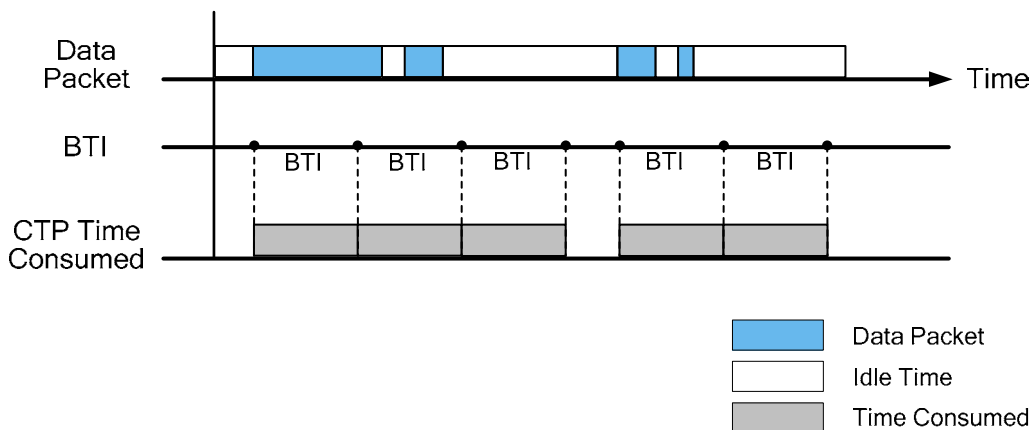 Data
Packet
Time
BTI
BTI
BTI
BTI
BTI
BTI
CTP Time
Consumed
Data Packet
Idle Time
Time Consumed